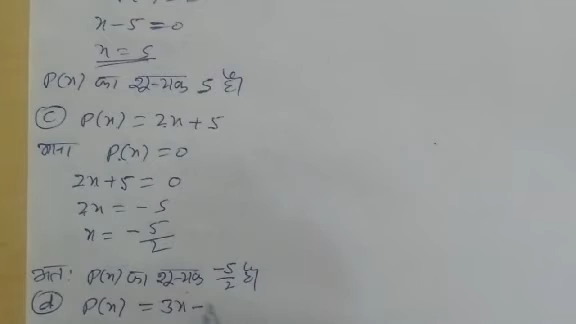 x - 5 = 0
x = 5
P(x) का शून्यक 5 है।
(c) P(x) = 2x + 5
माना P(x) = 0
2x + 5 = 0
2x = - 5
x = - 5/2
अतः P(x) का शून्यक -5/2 है।
(d) P(x) = 3x -